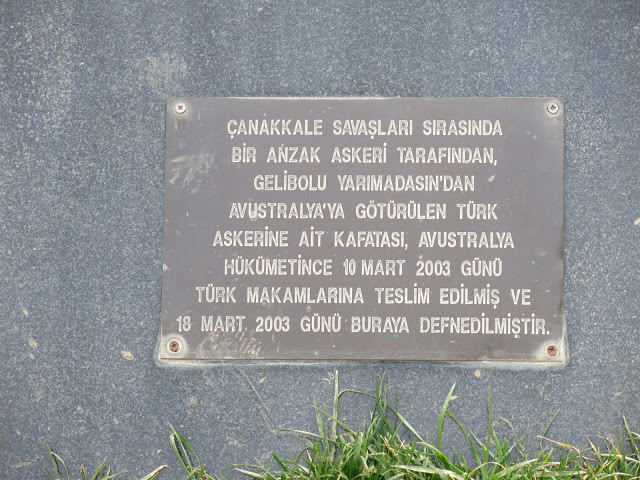 ÇANAKKALE SAVAŞLARI SIRASINDA
BİR ANZAK ASKERİ TARAFINDAN,
GELİBOLU YARIMADASIN'DAN
AVUSTRALYA'YA GÖTÜRÜLEN TÜRK
ASKERİNE AİT KAFATASI, AVUSTRALYA
HÜKÜMETİNCE 10 MART 2003 GÜNÜ
TÜRK MAKAMLARINA TESLİM EDİLMİŞ VE
18 MART 2003 GÜNÜ BURAYA DEFNEDİLMİŞTİR.